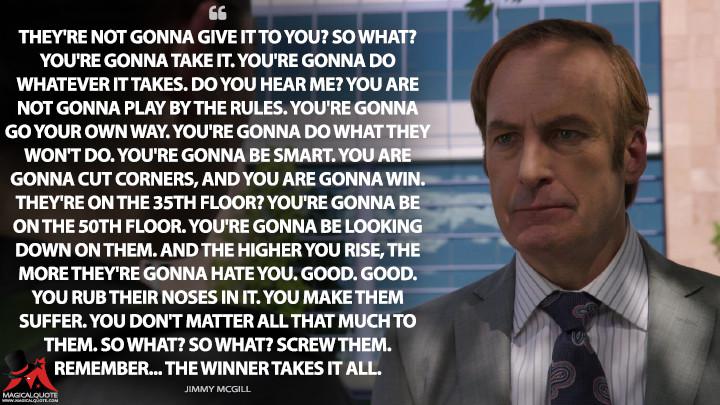 “
THEY'RE NOT GONNA GIVE IT TO YOU? SO WHAT?
YOU'RE GONNA TAKE IT. YOU'RE GONNA DO
WHATEVER IT TAKES. DO YOU HEAR ME? YOU ARE
NOT GONNA PLAY BY THE RULES. YOU'RE GONNA
GO YOUR OWN WAY. YOU'RE GONNA DO WHAT THEY
WON'T DO. YOU'RE GONNA BE SMART. YOU ARE
GONNA CUT CORNERS, AND YOU ARE GONNA WIN.
THEY'RE ON THE 35TH FLOOR? YOU'RE GONNA BE
ON THE 50TH FLOOR. YOU'RE GONNA BE LOOKING
DOWN ON THEM. AND THE HIGHER YOU RISE, THE
MORE THEY'RE GONNA HATE YOU. GOOD. GOOD.
YOU RUB THEIR NOSES IN IT. YOU MAKE THEM
SUFFER. YOU DON'T MATTER ALL THAT MUCH TO
THEM. SO WHAT? SO WHAT? SCREW THEM.
REMEMBER... THE WINNER TAKES IT ALL.
JIMMY MCGILL
MAGICALQUOTE
WWW.MAGICALQUOTE.COM